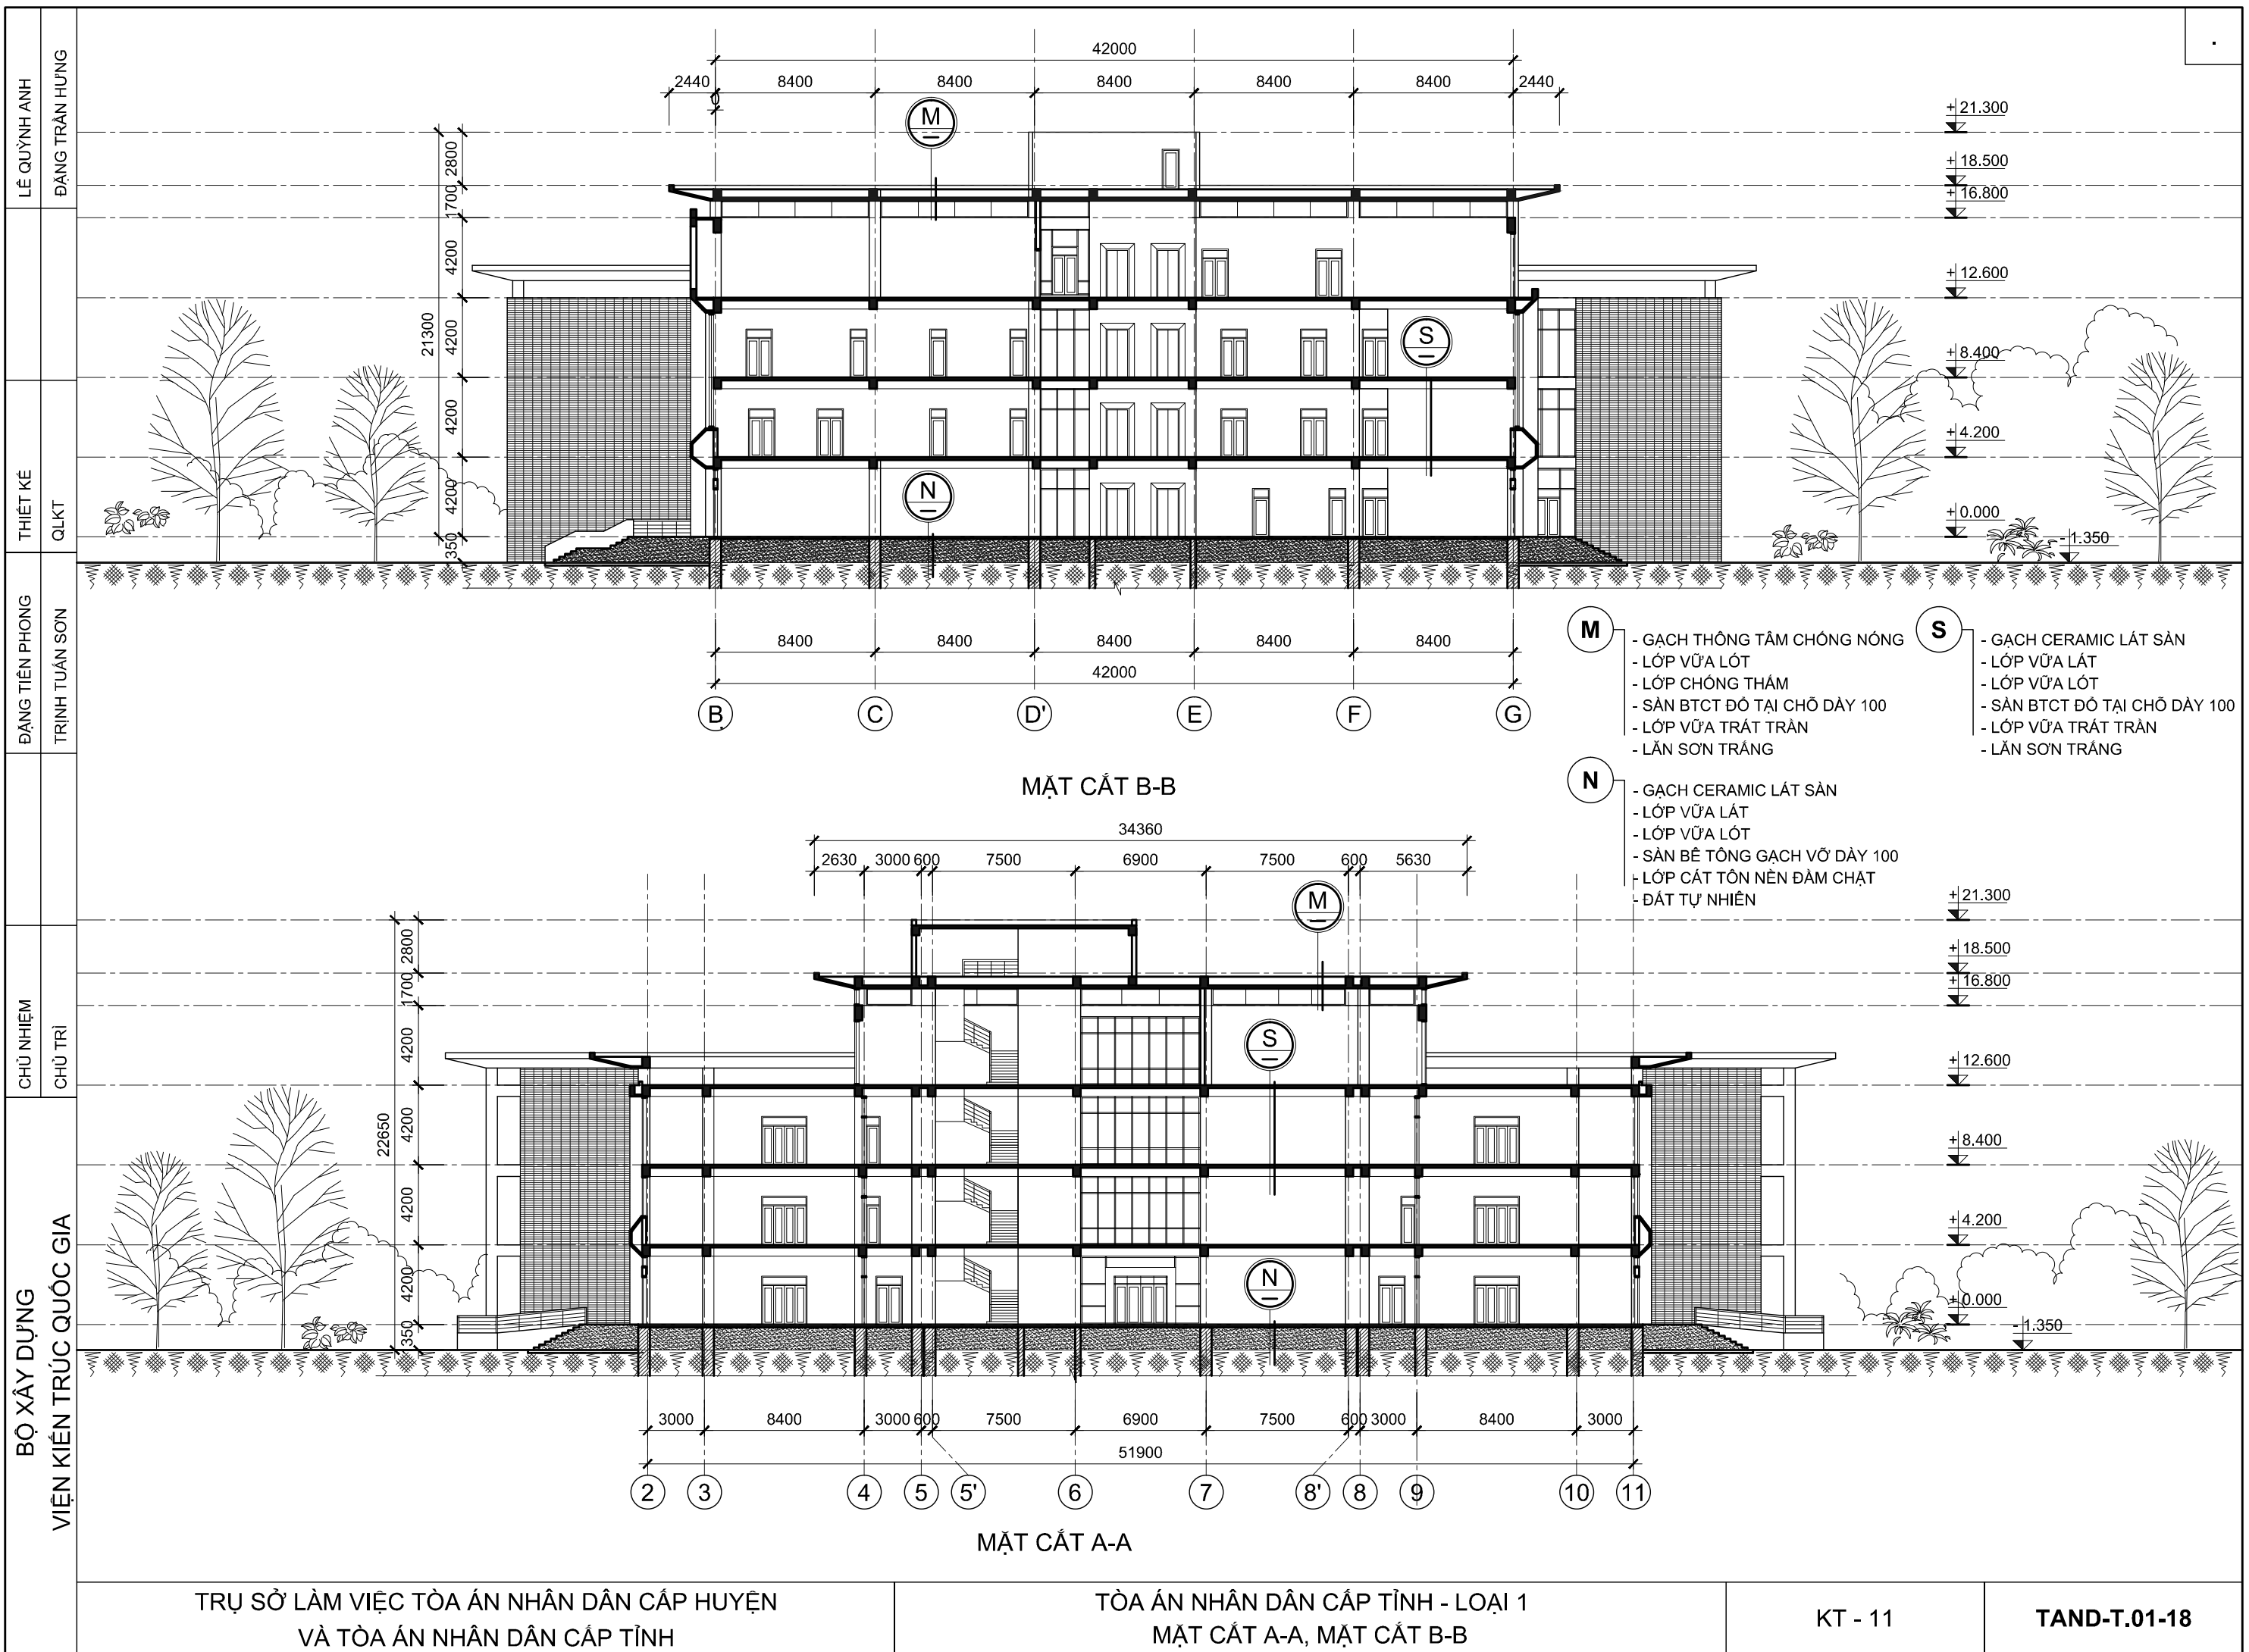 LÊ QUỲNH ANH
ĐẶNG TRẦN HƯNG
THIẾT KẾ
QLKT
ĐẶNG TIẾN PHONG
TRỊNH TUẤN SƠN
CHỦ NHIỆM
CHỦ TRÌ
BỘ XÂY DỰNG
VIỆN KIẾN TRÚC QUỐC GIA
.
42000
2440 8400 8400 8400 8400 8400 2440
0
M
S
N
2800
1700
4200
4200
4200
4200
350
21300
+ 21.300
+ 18.500
+ 16.800
+ 12.600
+ 8.400
+ 4.200
+ 0.000
- 1.350
8400 8400 8400 8400 8400
42000
B C D' E F G
MẶT CẮT B-B
M
- GẠCH THÔNG TÂM CHỐNG NÓNG
- LỚP VỮA LÓT
- LỚP CHỐNG THẤM
- SÀN BTCT ĐỔ TẠI CHỖ DÀY 100
- LỚP VỮA TRÁT TRẦN
- LĂN SƠN TRẮNG
S
- GẠCH CERAMIC LÁT SÀN
- LỚP VỮA LÁT
- LỚP VỮA LÓT
- SÀN BTCT ĐỔ TẠI CHỖ DÀY 100
- LỚP VỮA TRÁT TRẦN
- LĂN SƠN TRẮNG
N
- GẠCH CERAMIC LÁT SÀN
- LỚP VỮA LÁT
- LỚP VỮA LÓT
- SÀN BÊ TÔNG GẠCH VỠ DÀY 100
- LỚP CÁT TÔN NỀN ĐẦM CHẶT
- ĐẤT TỰ NHIÊN
34360
2630 3000 600 7500 6900 7500 600 5630
M
S
N
2800
1700
4200
4200
4200
4200
350
22650
+ 21.300
+ 18.500
+ 16.800
+ 12.600
+ 8.400
+ 4.200
+ 0.000
- 1.350
3000 8400 3000 600 7500 6900 7500 600 3000 8400 3000
51900
2 3 4 5 5' 6 7 8' 8 9 10 11
MẶT CẮT A-A
TRỤ SỞ LÀM VIỆC TÒA ÁN NHÂN DÂN CẤP HUYỆN
VÀ TÒA ÁN NHÂN DÂN CẤP TỈNH
TÒA ÁN NHÂN DÂN CẤP TỈNH - LOẠI 1
MẶT CẮT A-A, MẶT CẮT B-B
KT - 11
TAND-T.01-18